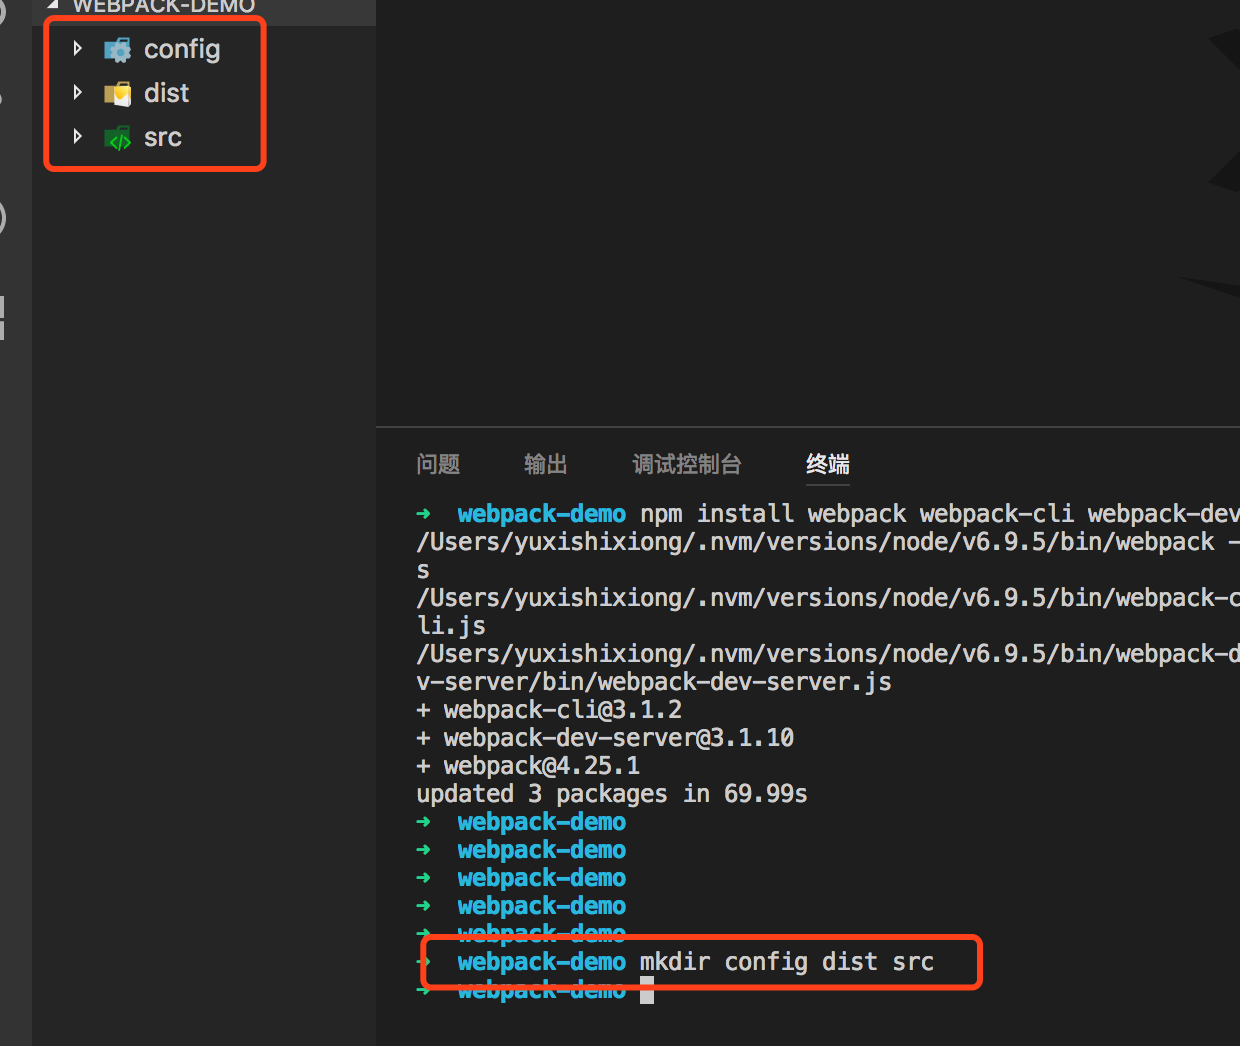 WEBPACK-DEMO
config
dist
src
问题 输出 调试控制台 终端
➜ webpack-demo npm install webpack webpack-cli webpack-dev
/Users/yuxishixiong/.nvm/versions/node/v6.9.5/bin/webpack -
s
/Users/yuxishixiong/.nvm/versions/node/v6.9.5/bin/webpack-c
li.js
/Users/yuxishixiong/.nvm/versions/node/v6.9.5/bin/webpack-d
v-server/bin/webpack-dev-server.js
+ webpack-cli@3.1.2
+ webpack-dev-server@3.1.10
+ webpack@4.25.1
updated 3 packages in 69.99s
➜ webpack-demo
➜ webpack-demo
➜ webpack-demo
➜ webpack-demo
➜ webpack-demo
➜ webpack-demo mkdir config dist src
➜ webpack-demo